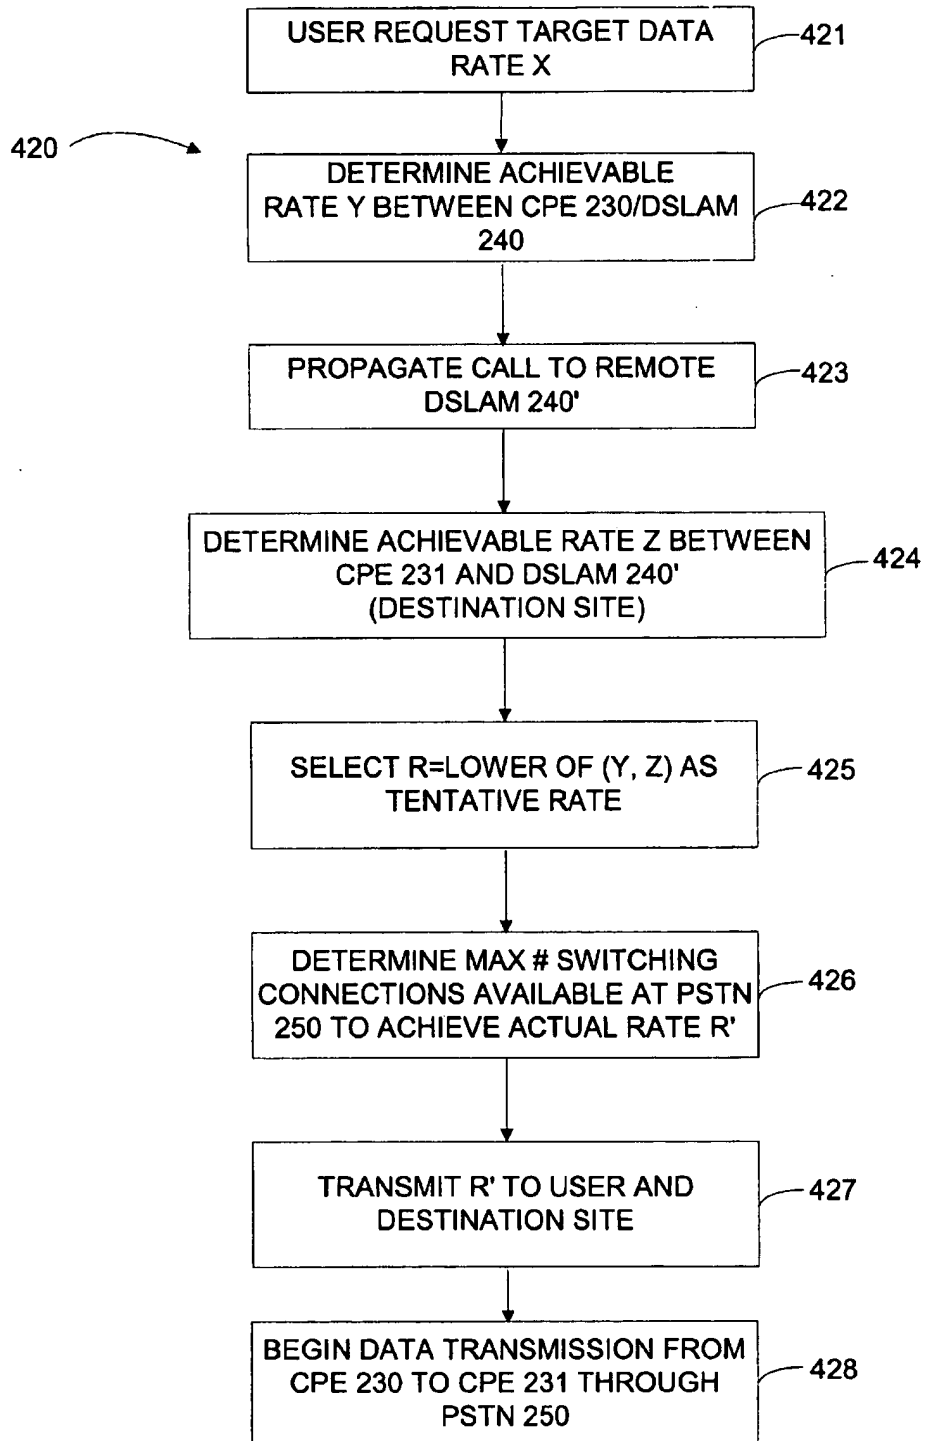 USER REQUEST TARGET DATA
RATE X
421
420
DETERMINE ACHIEVABLE
RATE Y BETWEEN CPE 230/DSLAM
240
422
PROPAGATE CALL TO REMOTE
DSLAM 240'
423
DETERMINE ACHIEVABLE RATE Z BETWEEN
CPE 231 AND DSLAM 240'
(DESTINATION SITE)
424
SELECT R=LOWER OF (Y, Z) AS
TENTATIVE RATE
425
DETERMINE MAX # SWITCHING
CONNECTIONS AVAILABLE AT PSTN
250 TO ACHIEVE ACTUAL RATE R'
426
TRANSMIT R' TO USER AND
DESTINATION SITE
427
BEGIN DATA TRANSMISSION FROM
CPE 230 TO CPE 231 THROUGH
PSTN 250
428